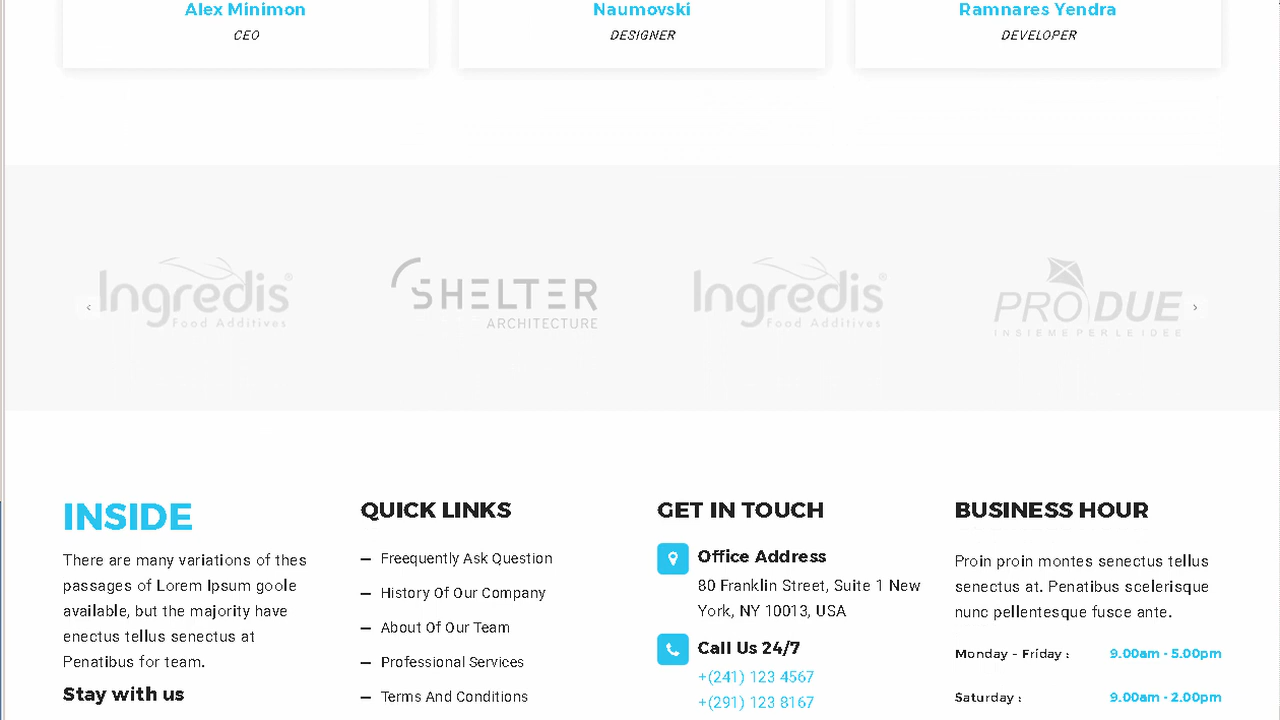 Alex Minimon
CEO
Naumovski
DESIGNER
Ramnares Yendra
DEVELOPER
Ingredis®
Food Additives
SHELTER
ARCHITECTURE
Ingredis®
Food Additives
PRODUE
INSIEME PER LE IDEE
INSIDE
There are many variations of thes
passages of Lorem Ipsum goole
available, but the majority have
enectus tellus senectus at
Penatibus for team.
Stay with us
QUICK LINKS
Freequently Ask Question
History Of Our Company
About Of Our Team
Professional Services
Terms And Conditions
GET IN TOUCH
Office Address
80 Franklin Street, Suite 1 New
York, NY 10013, USA
Call Us 24/7
+(241) 123 4567
+(291) 123 8167
BUSINESS HOUR
Proin proin montes senectus tellus
senectus at. Penatibus scelerisque
nunc pellentesque fusce ante.
Monday - Friday : 9.00am - 5.00pm
Saturday : 9.00am - 2.00pm